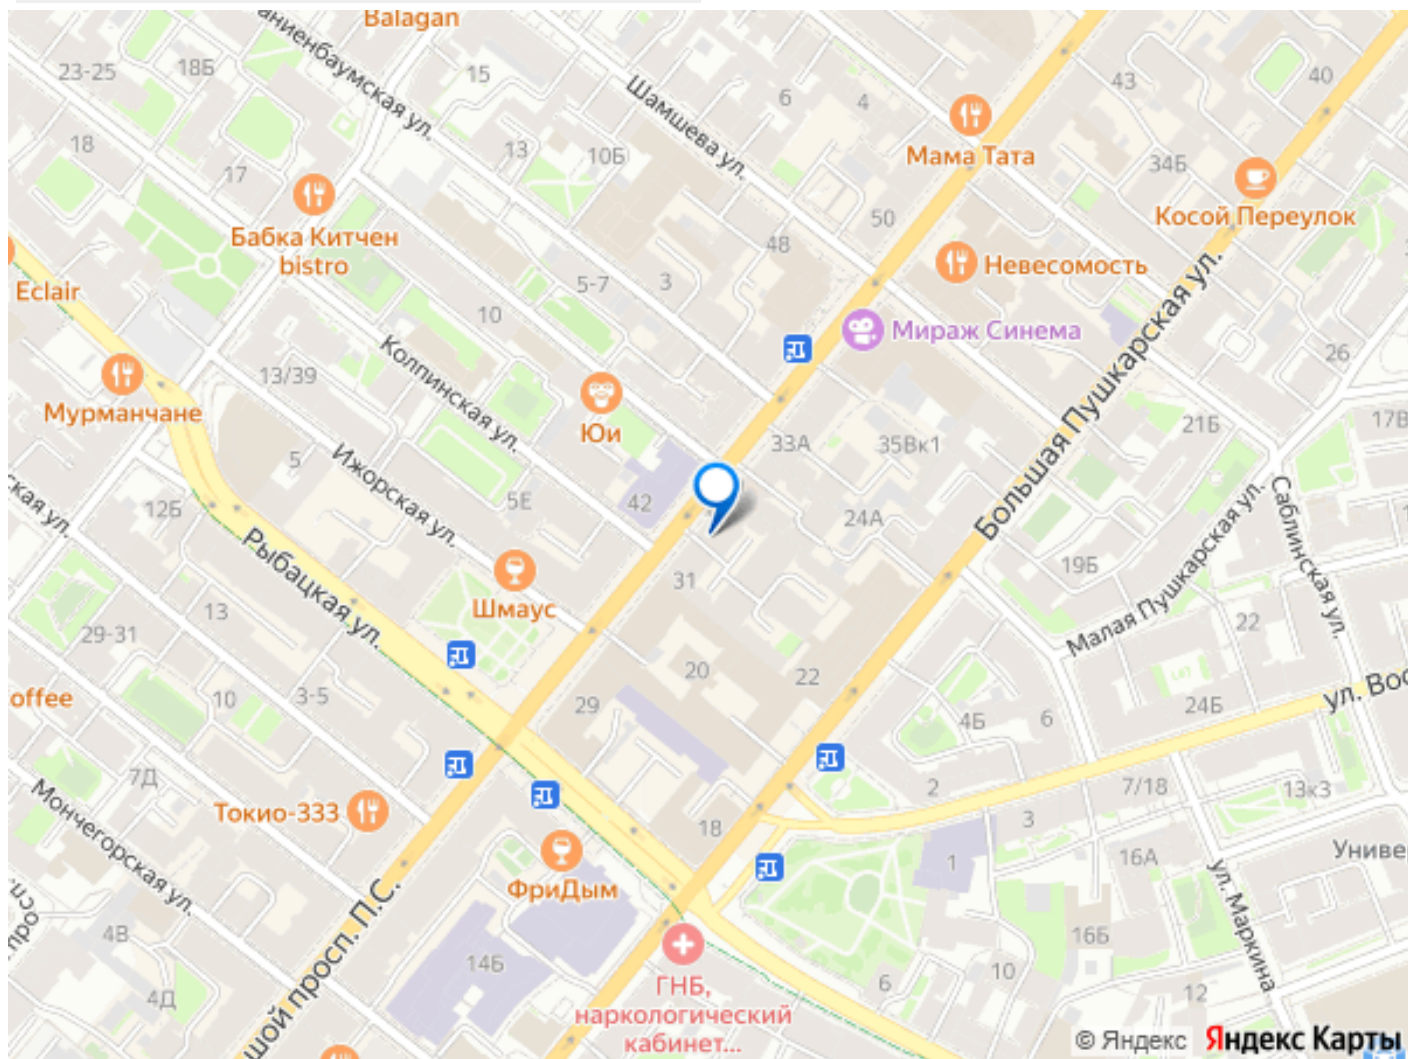 Balagan
аниенбаумская ул.
23-25
18Б
15
6
4
43
40
Шамшева ул.
Мама Тата
18
17
13
10Б
34Б
Косой Переулок
Бабка Китчен
bistro
50
48
Невесомость
Eclair
5-7
3
10
Мираж Синема
Большая Пушкарская ул.
26
13/39
Колпинская ул.
Мурманчане
Юи
33А
35Вк1
21Б
17В
5
Ижорская ул.
5Е
42
24А
12Б
ская ул.
Рыбацкая ул.
Малая Пушкарская ул.
Саблинская ул.
19Б
31
Шмаус
13
29-31
22
20
22
offee
10
3-5
29
4Б
6
24Б
ул. Вос
7Д
2
7/18
13к3
Токио-333
18
3
Мончегорская ул.
1
16А
Униве
ФриДым
ул. Маркина
шой просп. П.С.
4В
16Б
14Б
4Д
ГНБ,
наркологический
кабинет...
6
10
12
© Яндекс Яндекс Карты